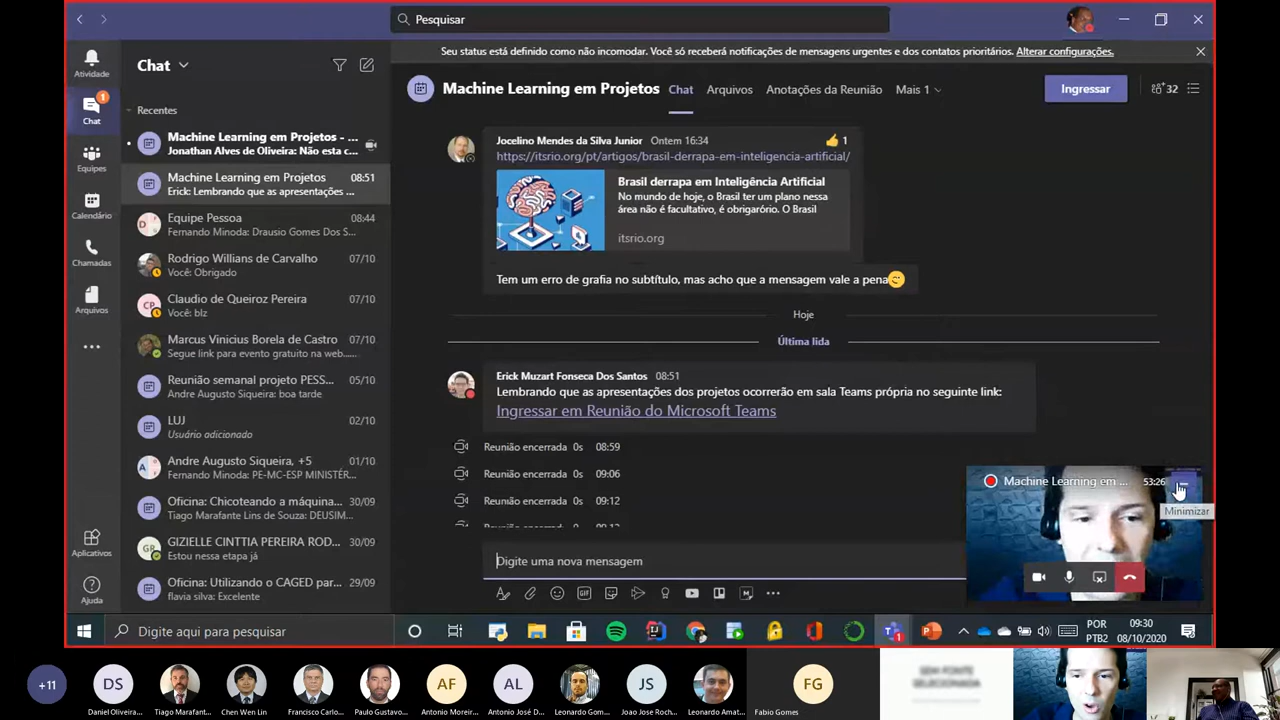 Pesquisar
Seu status está definido como não incomodar. Você só receberá notificações de mensagens urgentes e dos contatos prioritários. Alterar configurações.
Atividade
Chat
1
Equipes
Calendário
Chamadas
Arquivos
Aplicativos
Ajuda
Chat
Recentes
Machine Learning em Projetos - ...
Jonathan Alves de Oliveira: Não esta c...
Machine Learning em Projetos 08:51
Erick: Lembrando que as apresentações ...
Equipe Pessoa 08:44
Fernando Minoda: Drausio Gomes Dos S...
Rodrigo Willians de Carvalho 07/10
Você: Obrigado
CP
Claudio de Queiroz Pereira 07/10
Você: blz
Marcus Vinicius Borela de Castro 07/10
Segue link para evento gratuito na web.....
Reunião semanal projeto PESS... 05/10
Andre Augusto Siqueira: boa tarde
LUJ 02/10
Usuário adicionado
Andre Augusto Siqueira, +5 01/10
Fernando Minoda: PE-MC-ESP MINISTÉR...
Oficina: Chicoteando a máquina... 30/09
Tiago Marafante Lins de Souza: DEUSIM...
GR
GIZIELLE CINTTIA PEREIRA ROD... 30/09
Estou nessa etapa já
Oficina: Utilizando o CAGED par... 29/09
flavia silva: Excelente
Machine Learning em Projetos Chat Arquivos Anotações da Reunião Mais 1
Ingressar
32
Jocelino Mendes da Silva Junior Ontem 16:34
1
https://itsrio.org/pt/artigos/brasil-derrapa-em-inteligencia-artificial/
Brasil derrapa em Inteligência Artificial
No mundo de hoje, o Brasil ter um plano nessa
área não é facultativo, é obrigarório. O Brasil
itsrio.org
Tem um erro de grafia no subtítulo, mas acho que a mensagem vale a pena
Hoje
Última lida
Erick Muzart Fonseca Dos Santos 08:51
Lembrando que as apresentações dos projetos ocorrerão em sala Teams própria no seguinte link:
Ingressar em Reunião do Microsoft Teams
Reunião encerrada 0s 08:59
Reunião encerrada 0s 09:06
Reunião encerrada 0s 09:12
Digite uma nova mensagem
GIF
Machine Learning em ... 53:26
Minimizar
Digite aqui para pesquisar
1
POR
PTB2
09:30
08/10/2020
+11
DS
Daniel Oliveira...
Tiago Marafant...
Chen Wen Lin
Francisco Carlo...
Paulo Gustavo...
AF
Antonio Moreir...
AL
Antonio José D...
Leonardo Gom...
JS
Joao Jose Roch...
Leonardo Amat...
FG
Fabio Gomes
SEM FONTE
SELECIONADA